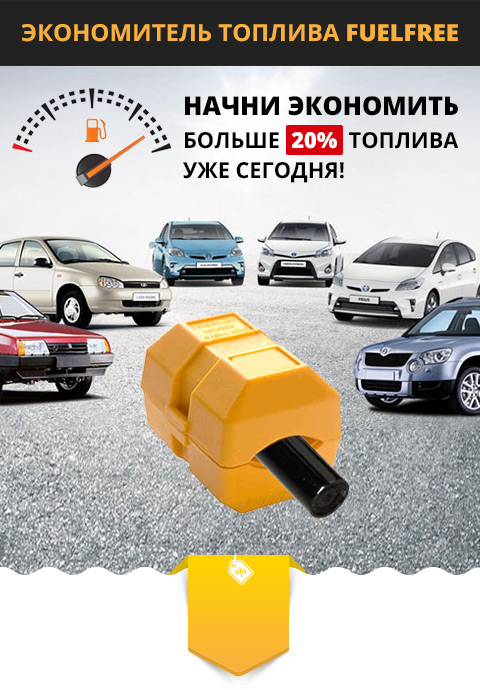 ЭКОНОМИТЕЛЬ ТОПЛИВА FUELFREE
НАЧНИ ЭКОНОМИТЬ
БОЛЬШЕ 20% ТОПЛИВА
УЖЕ СЕГОДНЯ!